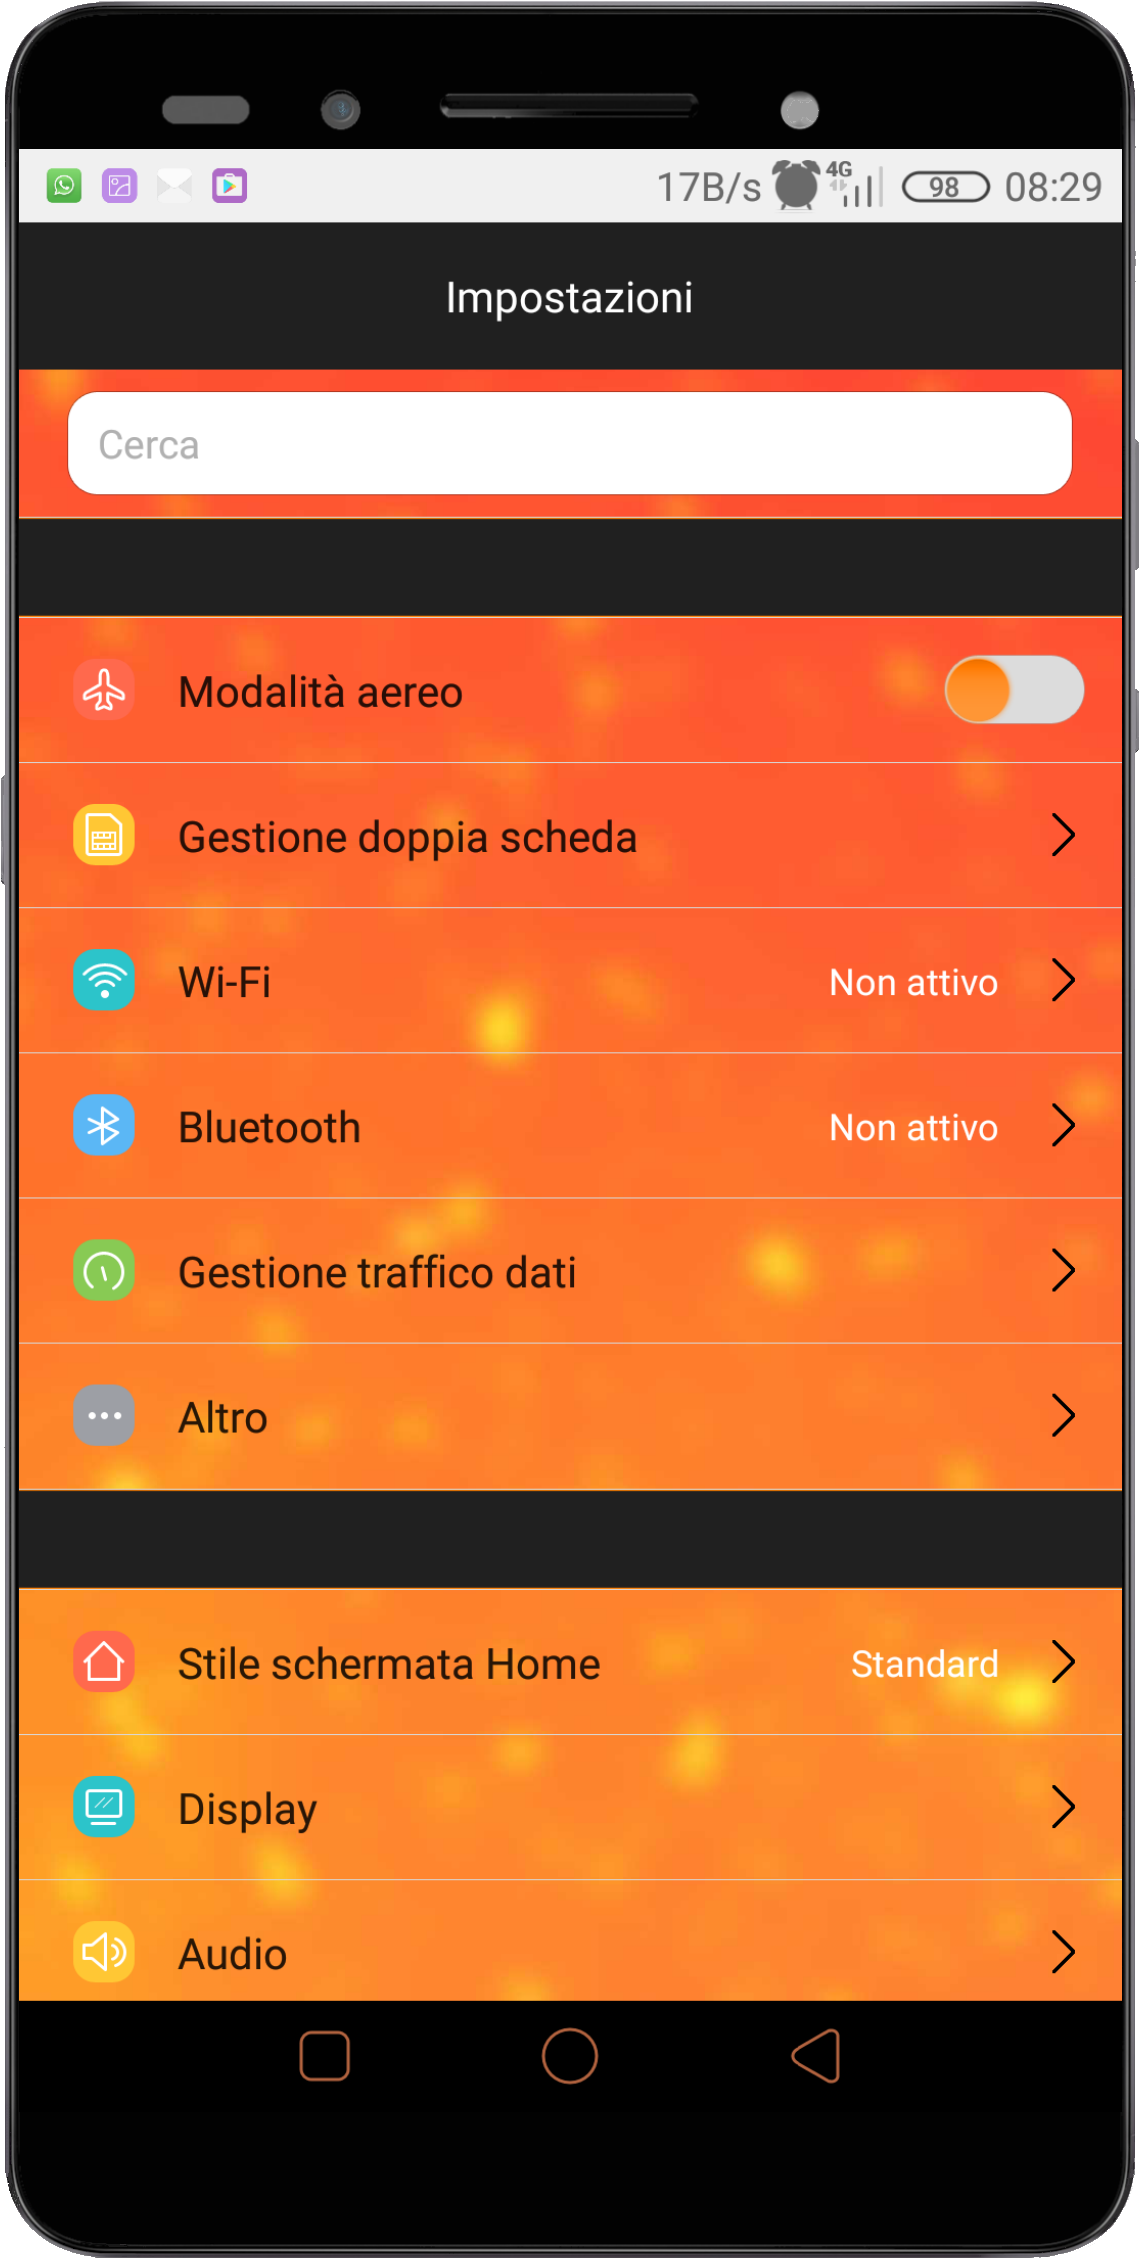 17B/s 4G 98 08:29
Impostazioni
Cerca
Modalità aereo
Gestione doppia scheda
Wi-Fi Non attivo
Bluetooth Non attivo
Gestione traffico dati
Altro
Stile schermata Home Standard
Display
Audio